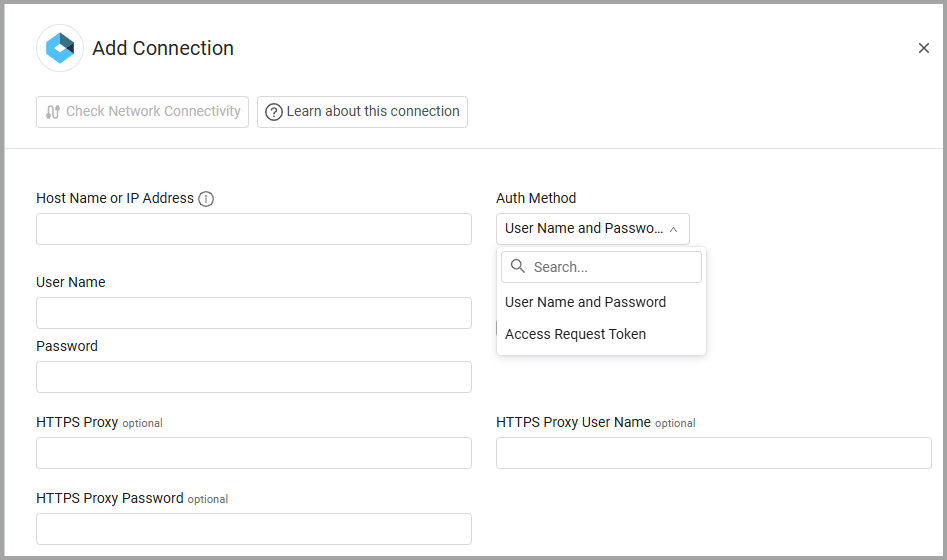 Add Connection
Check Network Connectivity
Learn about this connection
Host Name or IP Address
Auth Method
User Name and Passwo...
Search...
User Name and Password
Access Request Token
User Name
Password
HTTPS Proxy optional
HTTPS Proxy User Name optional
HTTPS Proxy Password optional